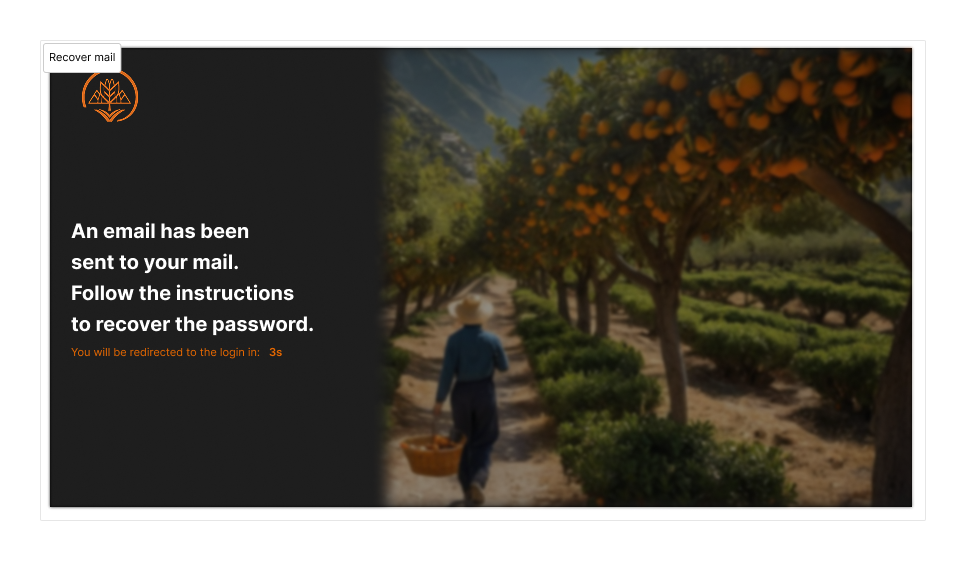 Recover mail
An email has been
sent to your mail.
Follow the instructions
to recover the password.
You will be redirected to the login in: 3s